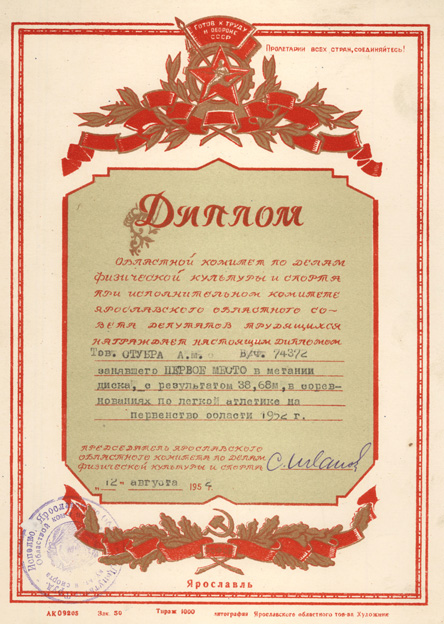 ГОТОВ К ТРУДУ
И ОБОРОНЕ
СССР
ПРОЛЕТАРИИ ВСЕХ СТРАН, СОЕДИНЯЙТЕСЬ!
ДИПЛОМ
ОБЛАСТНОЙ КОМИТЕТ ПО ДЕЛАМ
ФИЗИЧЕСКОЙ КУЛЬТУРЫ И СПОРТА
ПРИ ИСПОЛНИТЕЛЬНОМ КОМИТЕТЕ
ЯРОСЛАВСКОГО ОБЛАСТНОГО СО-
ВЕТА ДЕПУТАТОВ ТРУДЯЩИХСЯ
НАГРАЖДАЕТ НАСТОЯЩИМ ДИПЛОМОМ
Тов. ОТУБРА А.М. В/Ф. 74372
занявшего ПЕРВОЕ МЕСТО в метании
диска, с результатом 38,68м, в сорев-
нованиях по легкой атлетике на
первенство области 1952 г.
ПРЕДСЕДАТЕЛЬ ЯРОСЛАВСКОГО
ОБЛАСТНОГО КОМИТЕТА ПО ДЕЛАМ
ФИЗИЧЕСКОЙ КУЛЬТУРЫ И СПОРТА
„12" августа 195
Ярославль
АК 09205 Зак. 30 Тираж 1000 литография Ярославского областного тов-ва Художник